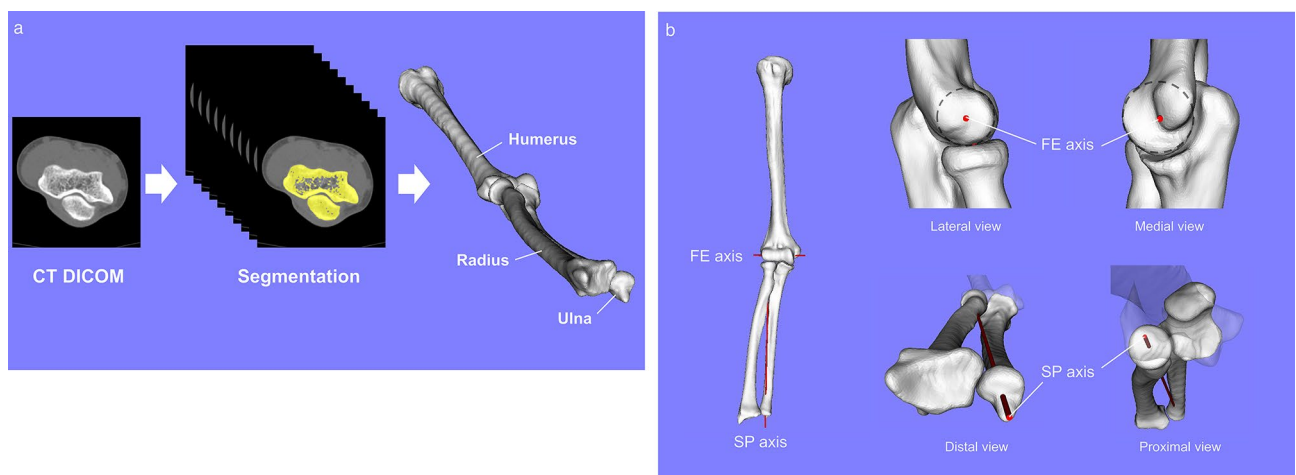 a
Humerus
Radius
Ulna
CT DICOM
Segmentation
b
FE axis
SP axis
FE axis
Lateral view
Medial view
SP axis
Distal view
Proximal view